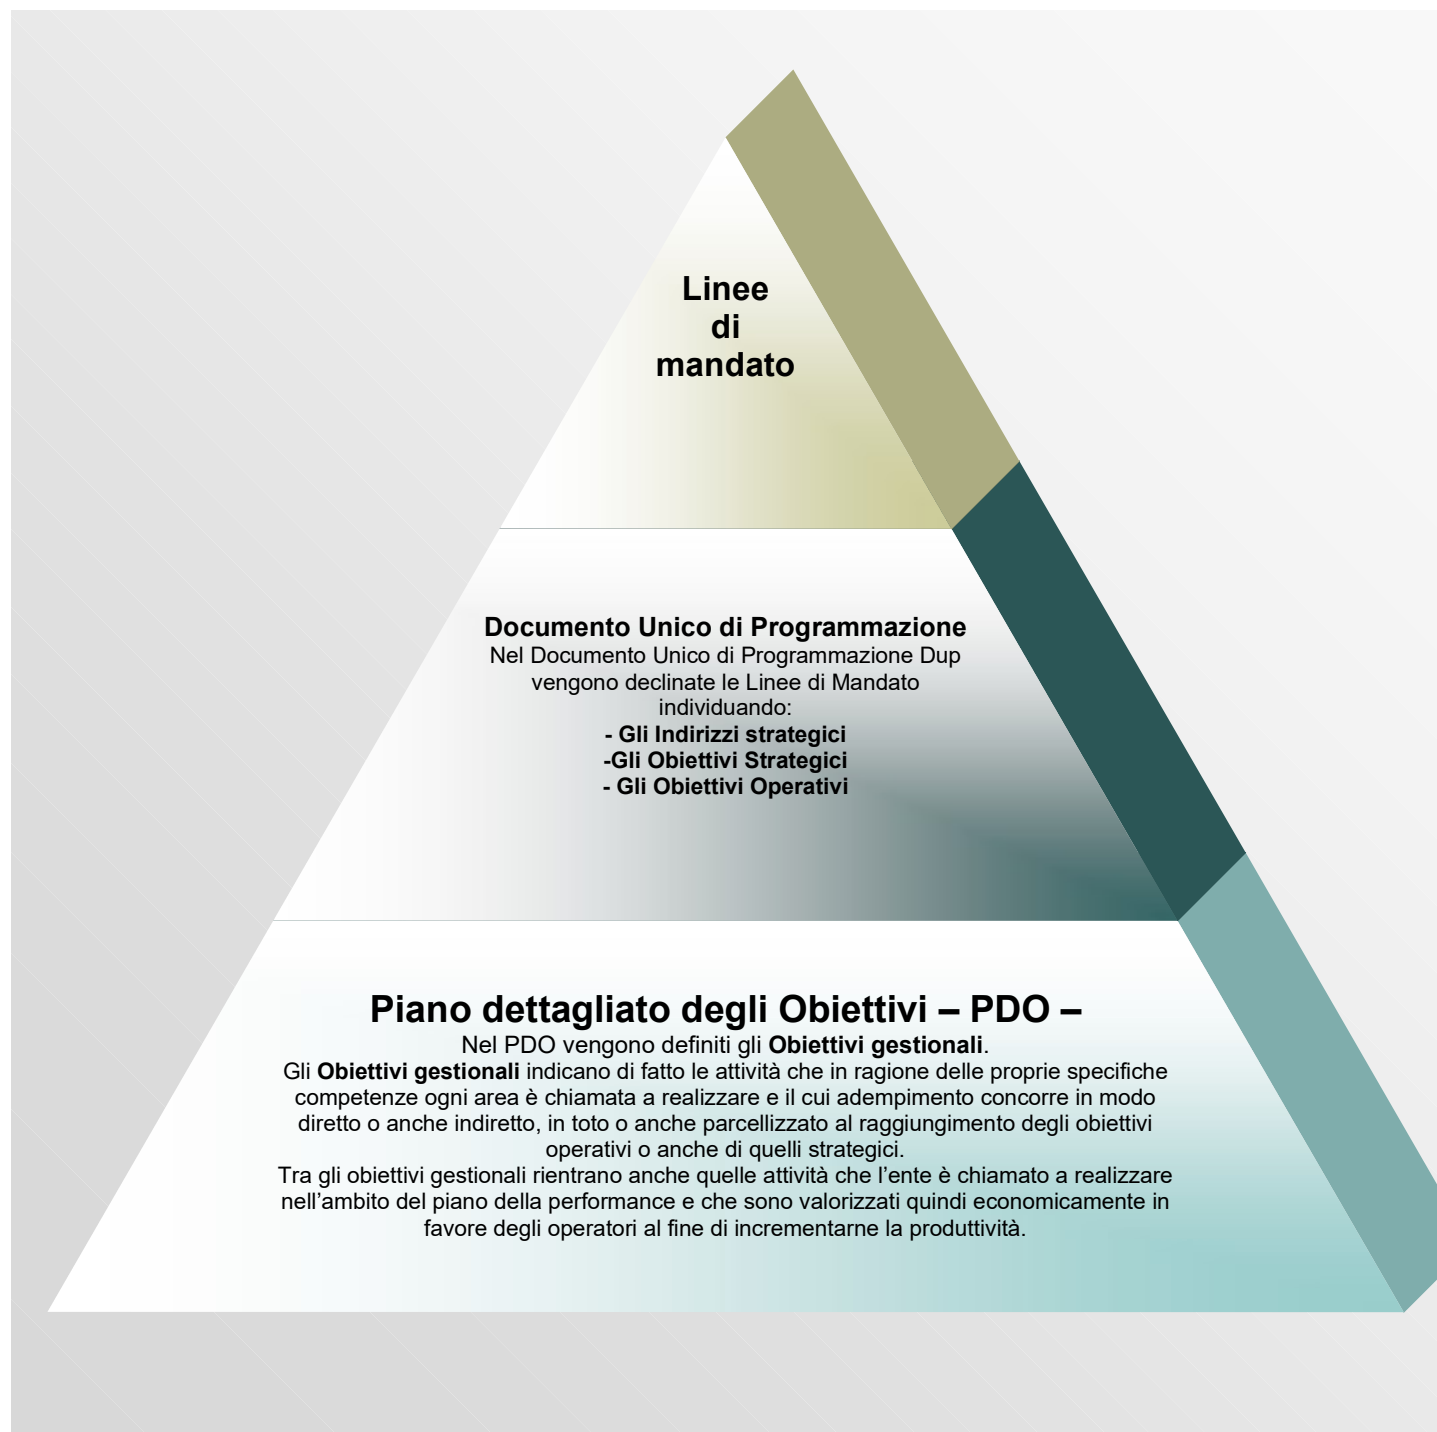 Linee
di
mandato
Documento Unico di Programmazione
Nel Documento Unico di Programmazione Dup
vengono declinate le Linee di Mandato
individuando:
- Gli Indirizzi strategici
-Gli Obiettivi Strategici
- Gli Obiettivi Operativi
Piano dettagliato degli Obiettivi – PDO –
Nel PDO vengono definiti gli Obiettivi gestionali.
Gli Obiettivi gestionali indicano di fatto le attività che in ragione delle proprie specifiche
competenze ogni area è chiamata a realizzare e il cui adempimento concorre in modo
diretto o anche indiretto, in toto o anche parcellizzato al raggiungimento degli obiettivi
operativi o anche di quelli strategici.
Tra gli obiettivi gestionali rientrano anche quelle attività che l’ente è chiamato a realizzare
nell’ambito del piano della performance e che sono valorizzati quindi economicamente in
favore degli operatori al fine di incrementarne la produttività.